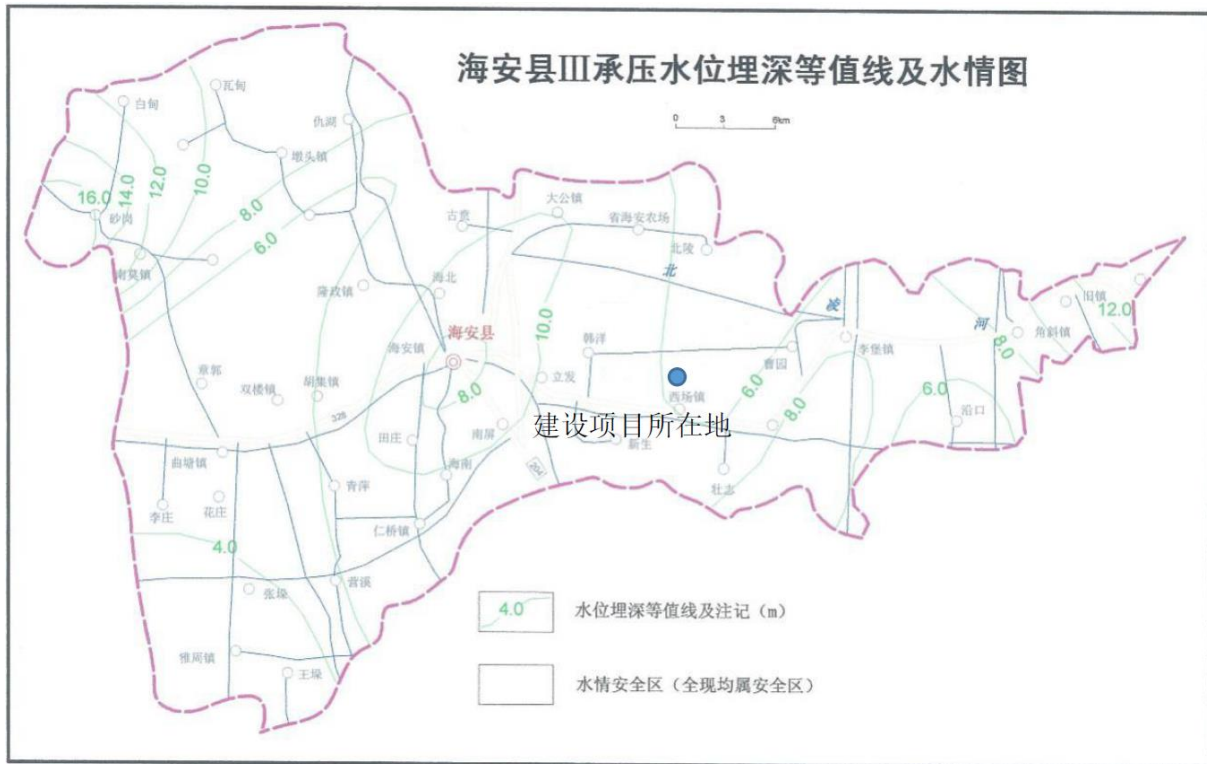 海安县III承压水位埋深等值线及水情图
0 3 6km
瓦甸
白甸
仇湖
墩头镇
10.0
12.0
14.0
16.0
8.0
6.0
砂岗
南莫镇
大公镇
古贲
省海安农场
北陵
北
凌
河
旧镇
12.0
角斜镇
8.0
隆政镇
海北
10.0
海安县
海安镇
韩洋
曹园
李堡镇
章郭
双楼镇
胡集镇
立发
8.0
西场镇
6.0
8.0
6.0
沿口
328
建设项目所在地
田庄
南屏
新生
曲塘镇
海南
204
壮志
青萍
李庄
花庄
仁桥镇
4.0
营溪
张垛
雅周镇
王垛
4.0 水位埋深等值线及注记（m）
水情安全区（全现均属安全区）